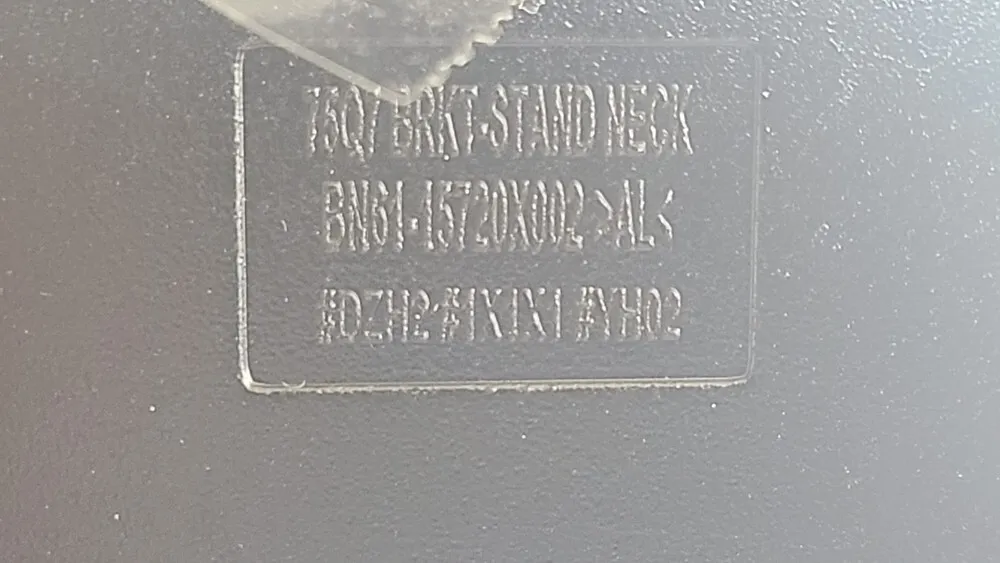 75Q7 BRKT-STAND NECK
BN61-15720X002 >AL<
#DZH2 #1X1X1 #YH02